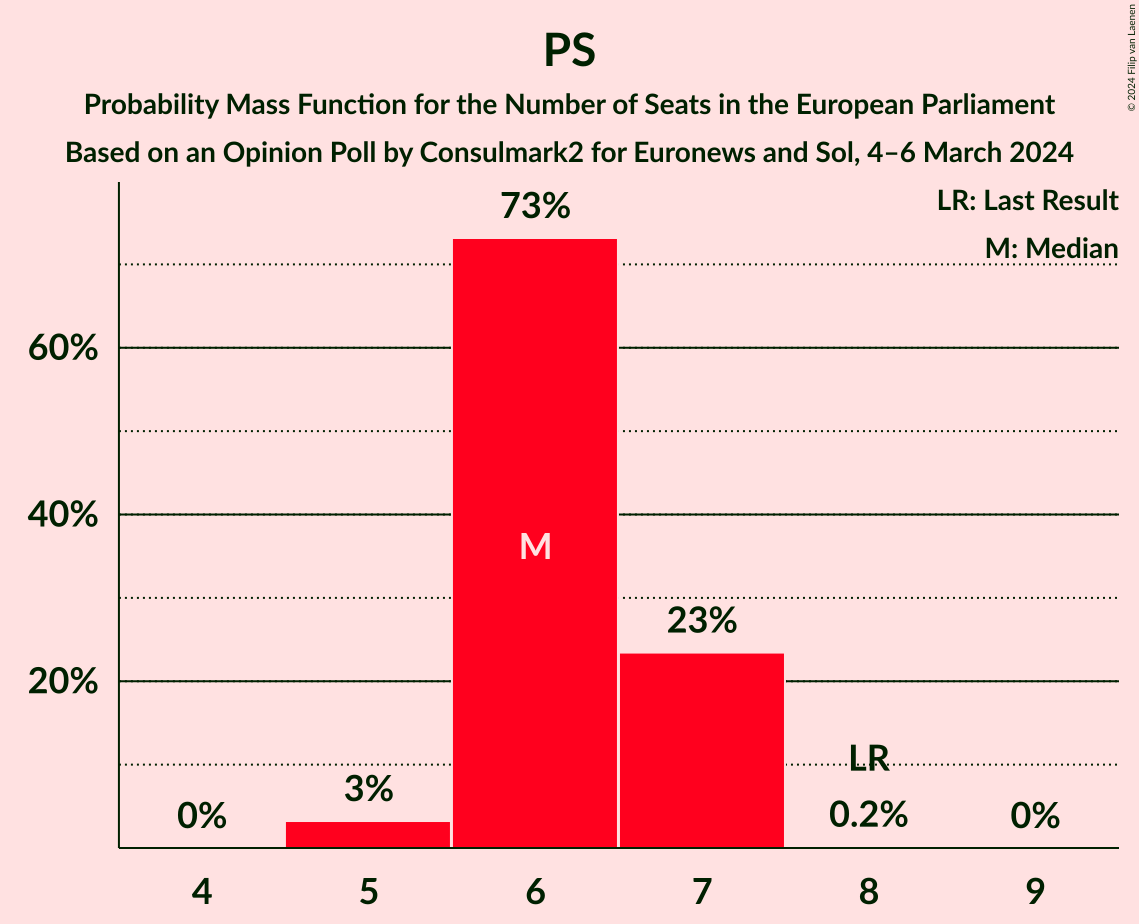 PS
Probability Mass Function for the Number of Seats in the European Parliament
Based on an Opinion Poll by Consulmark2 for Euronews and Sol, 4–6 March 2024
© 2024 Filip van Laenen
LR: Last Result
M: Median
73%
60%
40%
M
23%
20%
LR
3%
0%
0.2%
0%
4 5 6 7 8 9